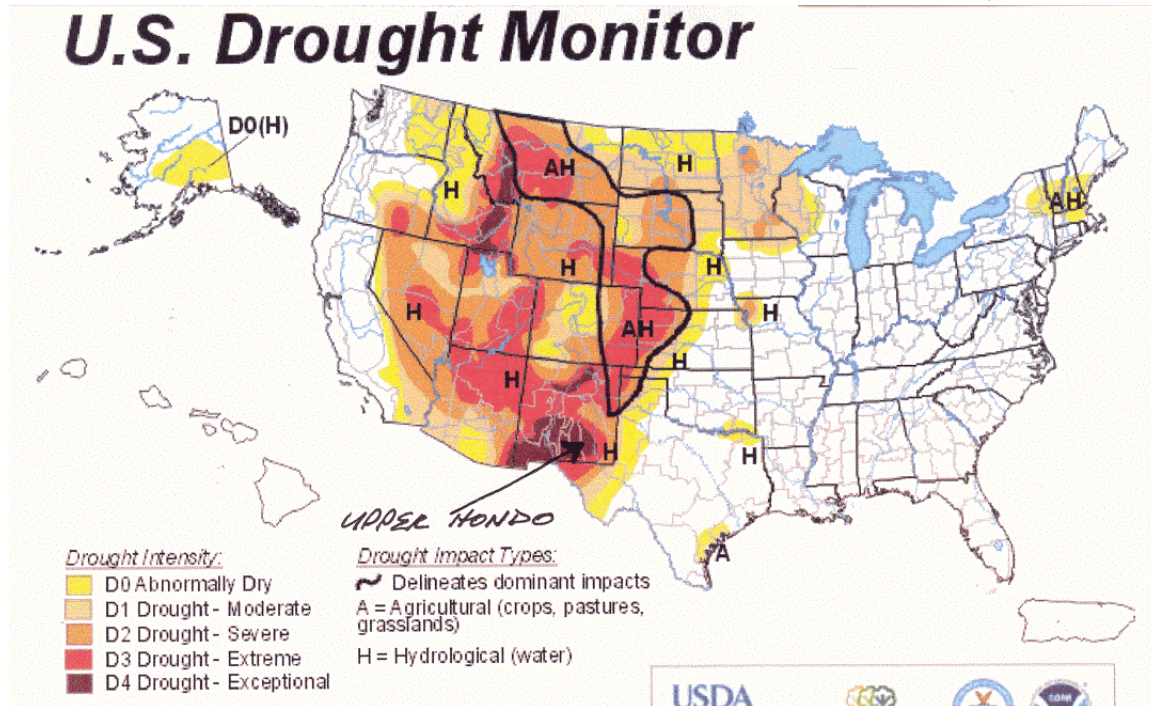 U.S. Drought Monitor
D0(H)
AH
H
H
AH
H
H
H
H
AH
H
H
H
H
A
UPPER HONDO
Drought Intensity:
D0 Abnormally Dry
D1 Drought - Moderate
D2 Drought - Severe
D3 Drought - Extreme
D4 Drought - Exceptional
Drought Impact Types:
Delineates dominant impacts
A = Agricultural (crops, pastures,
grasslands)
H = Hydrological (water)
USDA